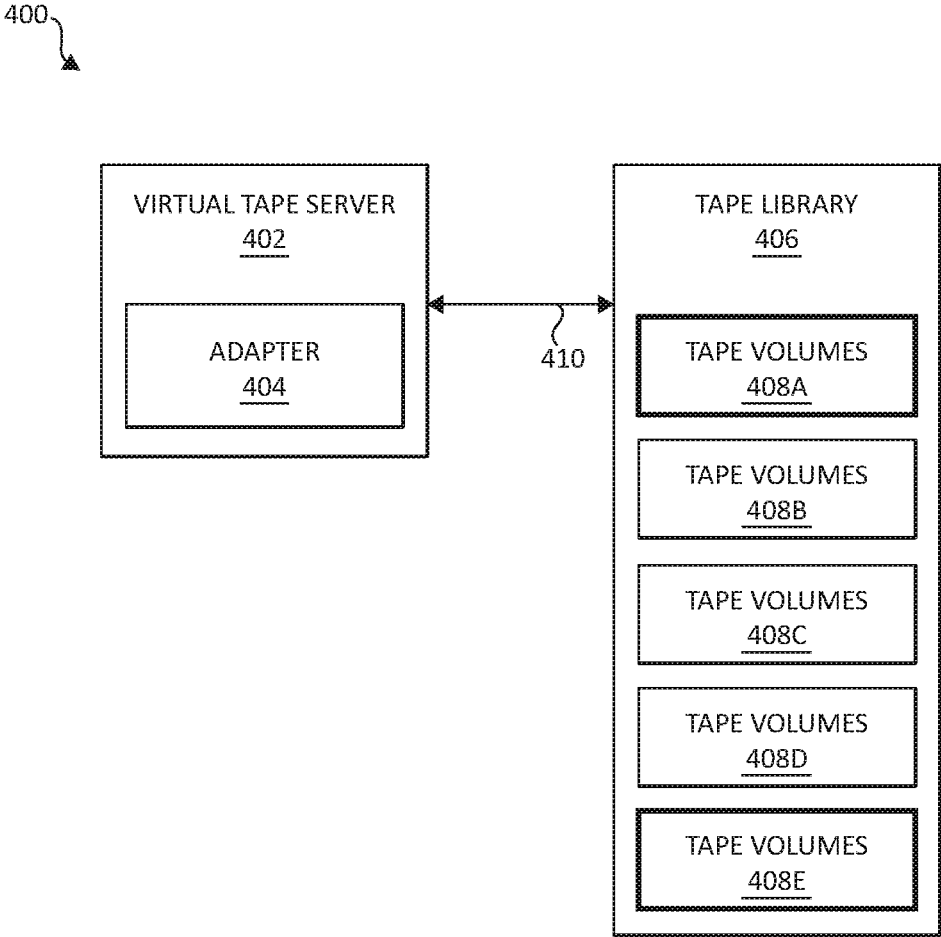 400
VIRTUAL TAPE SERVER
402
ADAPTER
404
410
TAPE LIBRARY
406
TAPE VOLUMES
408A
TAPE VOLUMES
408B
TAPE VOLUMES
408C
TAPE VOLUMES
408D
TAPE VOLUMES
408E